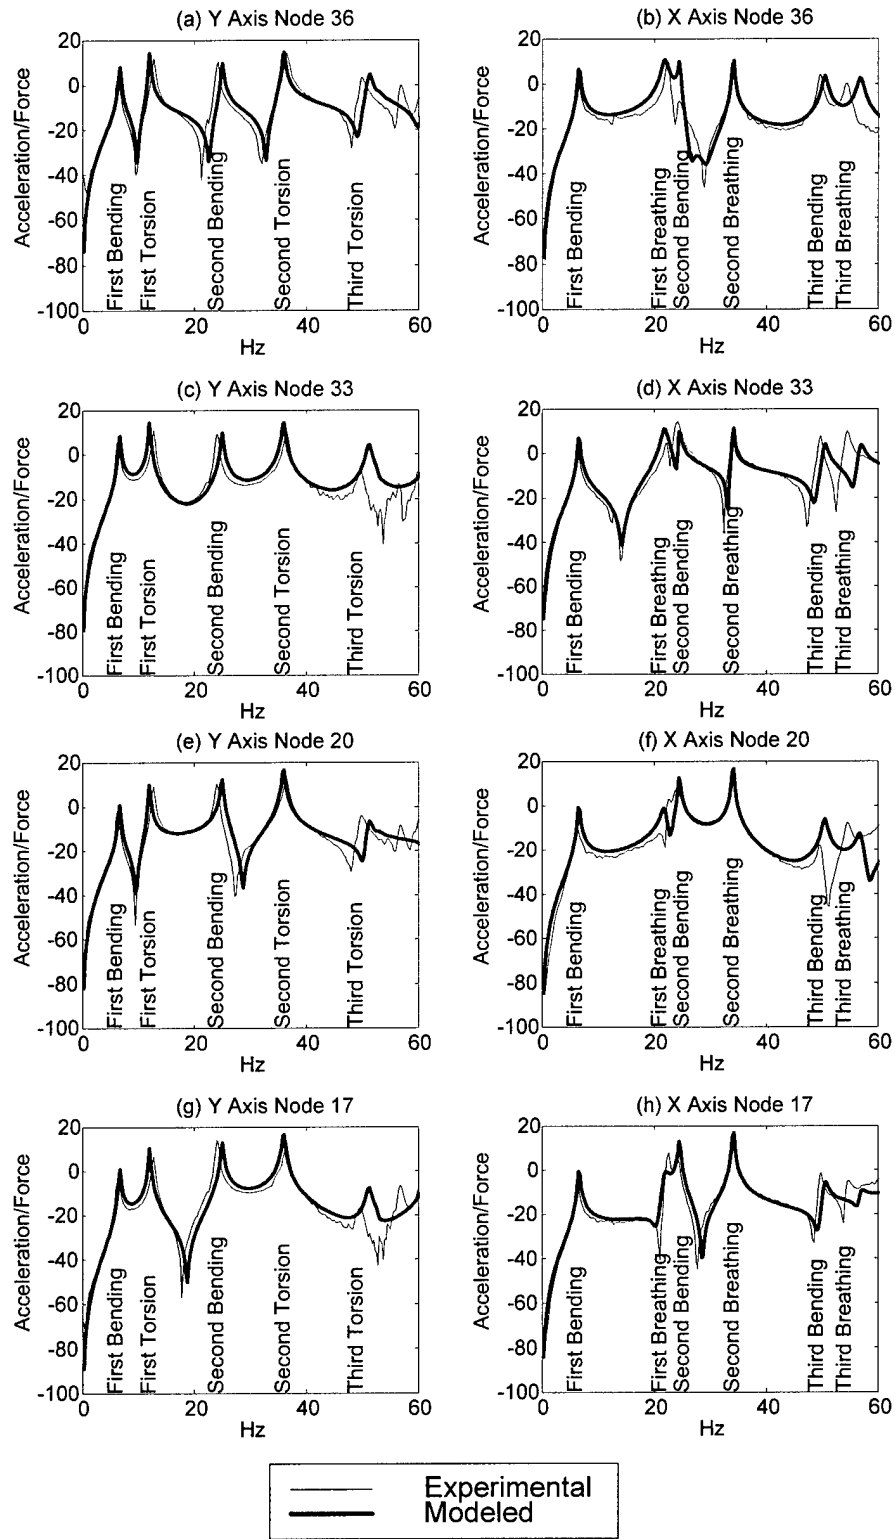 (a) Y Axis Node 36
Acceleration/Force
20
0
-20
-40
-60
-80
-100
First Bending
First Torsion
Second Bending
Second Torsion
Third Torsion
0
20
40
60
Hz
(b) X Axis Node 36
Acceleration/Force
20
0
-20
-40
-60
-80
-100
First Bending
First Breathing
Second Bending
Second Breathing
Third Bending
Third Breathing
0
20
40
60
Hz
(c) Y Axis Node 33
Acceleration/Force
20
0
-20
-40
-60
-80
-100
First Bending
First Torsion
Second Bending
Second Torsion
Third Torsion
0
20
40
60
Hz
(d) X Axis Node 33
Acceleration/Force
20
0
-20
-40
-60
-80
-100
First Bending
First Breathing
Second Bending
Second Breathing
Third Bending
Third Breathing
0
20
40
60
Hz
(e) Y Axis Node 20
Acceleration/Force
20
0
-20
-40
-60
-80
-100
First Bending
First Torsion
Second Bending
Second Torsion
Third Torsion
0
20
40
60
Hz
(f) X Axis Node 20
Acceleration/Force
20
0
-20
-40
-60
-80
-100
First Bending
First Breathing
Second Bending
Second Breathing
Third Bending
Third Breathing
0
20
40
60
Hz
(g) Y Axis Node 17
Acceleration/Force
20
0
-20
-40
-60
-80
-100
First Bending
First Torsion
Second Bending
Second Torsion
Third Torsion
0
20
40
60
Hz
(h) X Axis Node 17
Acceleration/Force
20
0
-20
-40
-60
-80
-100
First Bending
First Breathing
Second Bending
Second Breathing
Third Bending
Third Breathing
0
20
40
60
Hz
Experimental
Modeled